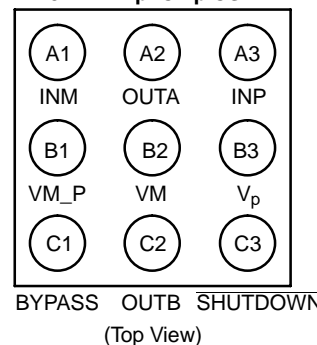 A1 A2 A3
INM OUTA INP
B1 B2 B3
VM_P VM Vp
C1 C2 C3
BYPASS OUTB SHUTDOWN
(Top View)